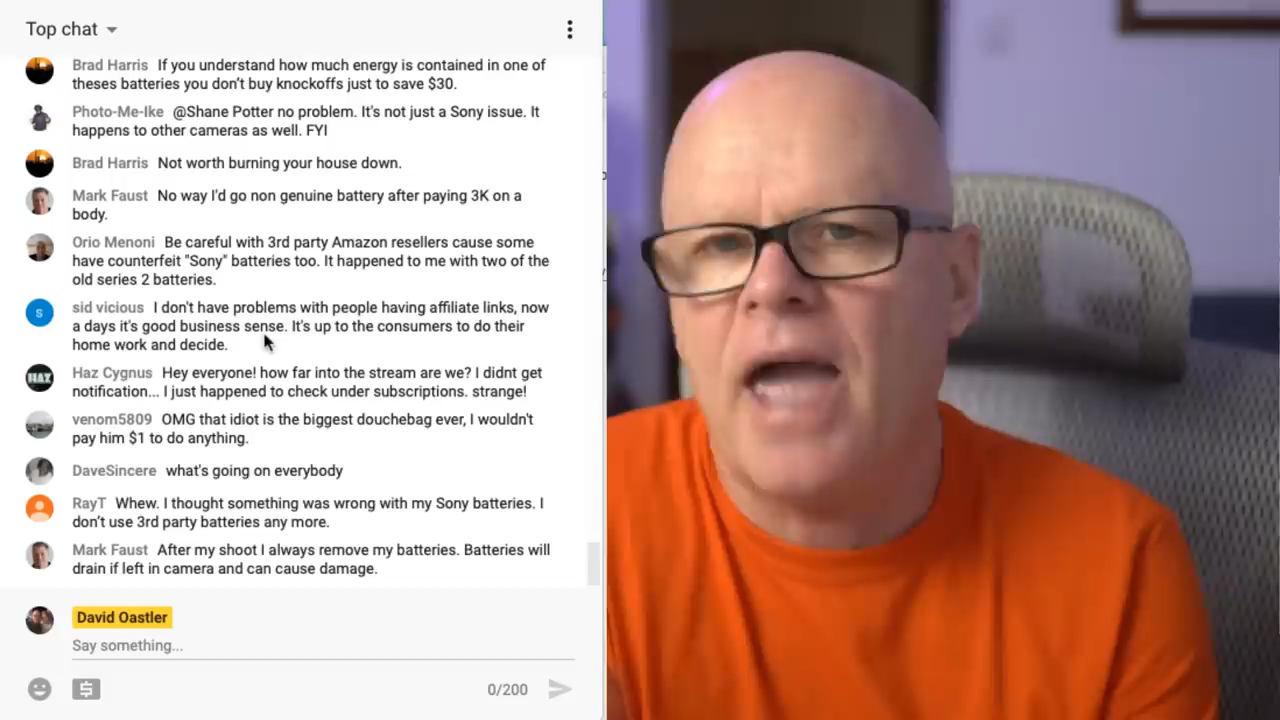 Top chat
Brad Harris If you understand how much energy is contained in one of
theses batteries you don't buy knockoffs just to save $30.
Photo-Me-Ike @Shane Potter no problem. It's not just a Sony issue. It
happens to other cameras as well. FYI
Brad Harris Not worth burning your house down.
Mark Faust No way I'd go non genuine battery after paying 3K on a
body.
Orio Menoni Be careful with 3rd party Amazon resellers cause some
have counterfeit "Sony" batteries too. It happened to me with two of the
old series 2 batteries.
S
sid vicious I don't have problems with people having affiliate links, now
a days it's good business sense. It's up to the consumers to do their
home work and decide.
HAZ
Haz Cygnus Hey everyone! how far into the stream are we? I didnt get
notification... I just happened to check under subscriptions. strange!
venom5809 OMG that idiot is the biggest douchebag ever, I wouldn't
pay him $1 to do anything.
DaveSincere what's going on everybody
RayT Whew. I thought something was wrong with my Sony batteries. I
don't use 3rd party batteries any more.
Mark Faust After my shoot I always remove my batteries. Batteries will
drain if left in camera and can cause damage.
David Oastler
Say something...
$
0/200